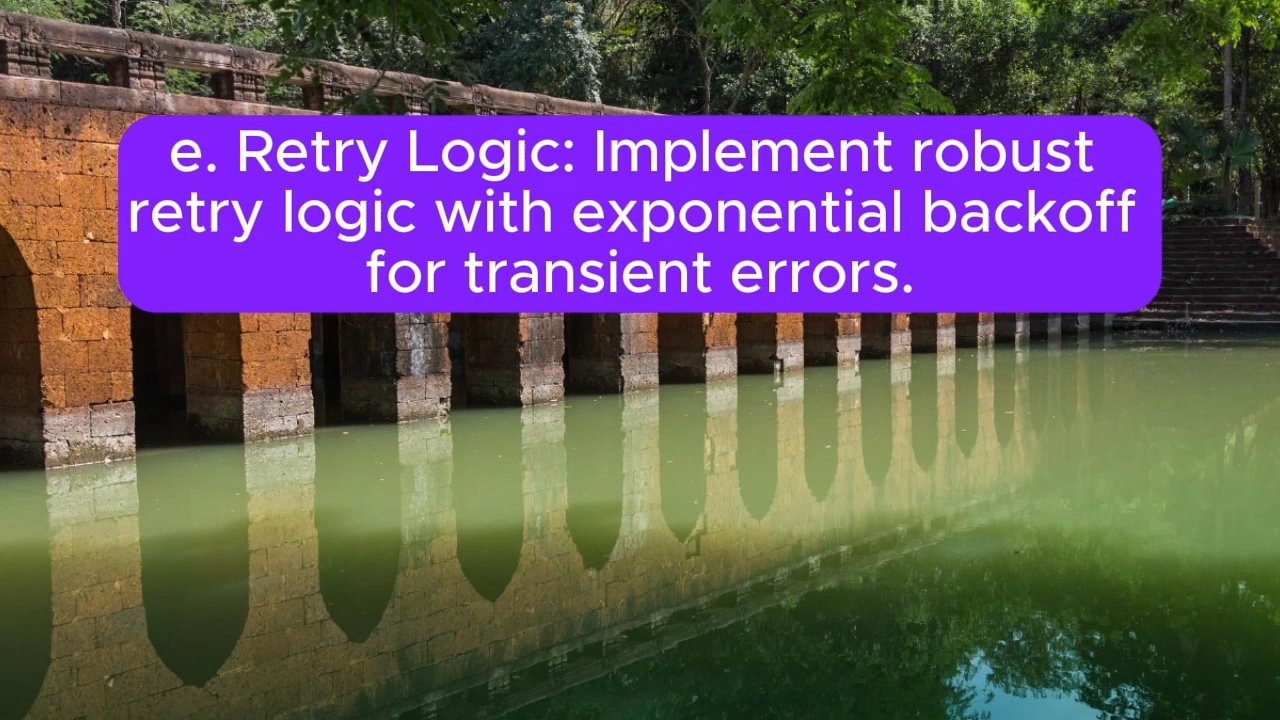 e. Retry Logic: Implement robust
retry logic with exponential backoff
for transient errors.